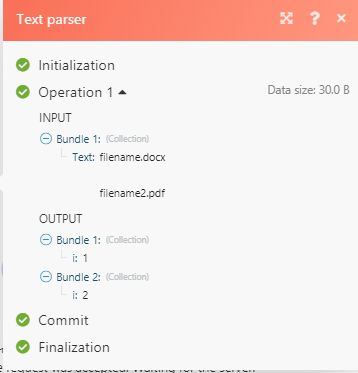 Text parser
Initialization
Operation 1 Data size: 30.0 B
INPUT
Bundle 1: (Collection)
Text: filename.docx
filename2.pdf
OUTPUT
Bundle 1: (Collection)
i: 1
Bundle 2: (Collection)
i: 2
Commit
Finalization
request was accepted. Waiting for the server.